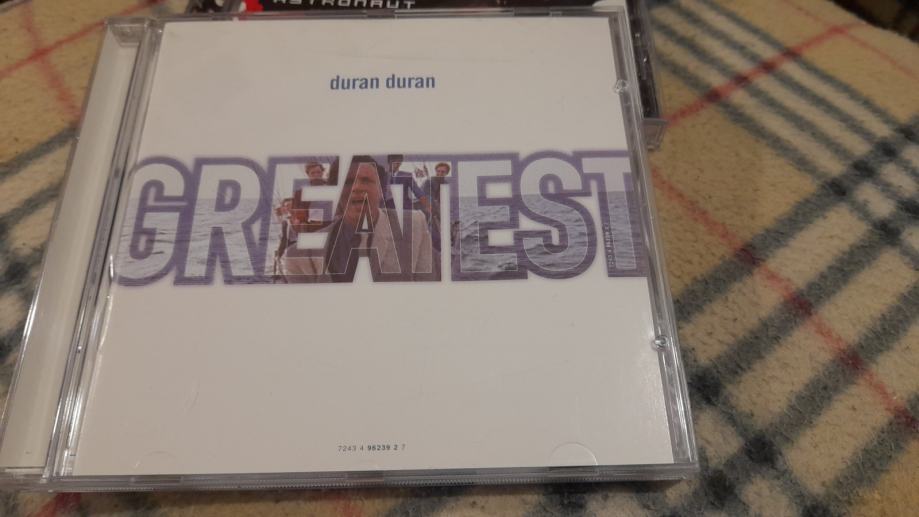 ASTRONAUT
duran duran
GREATEST
7243 4 96239 2 7